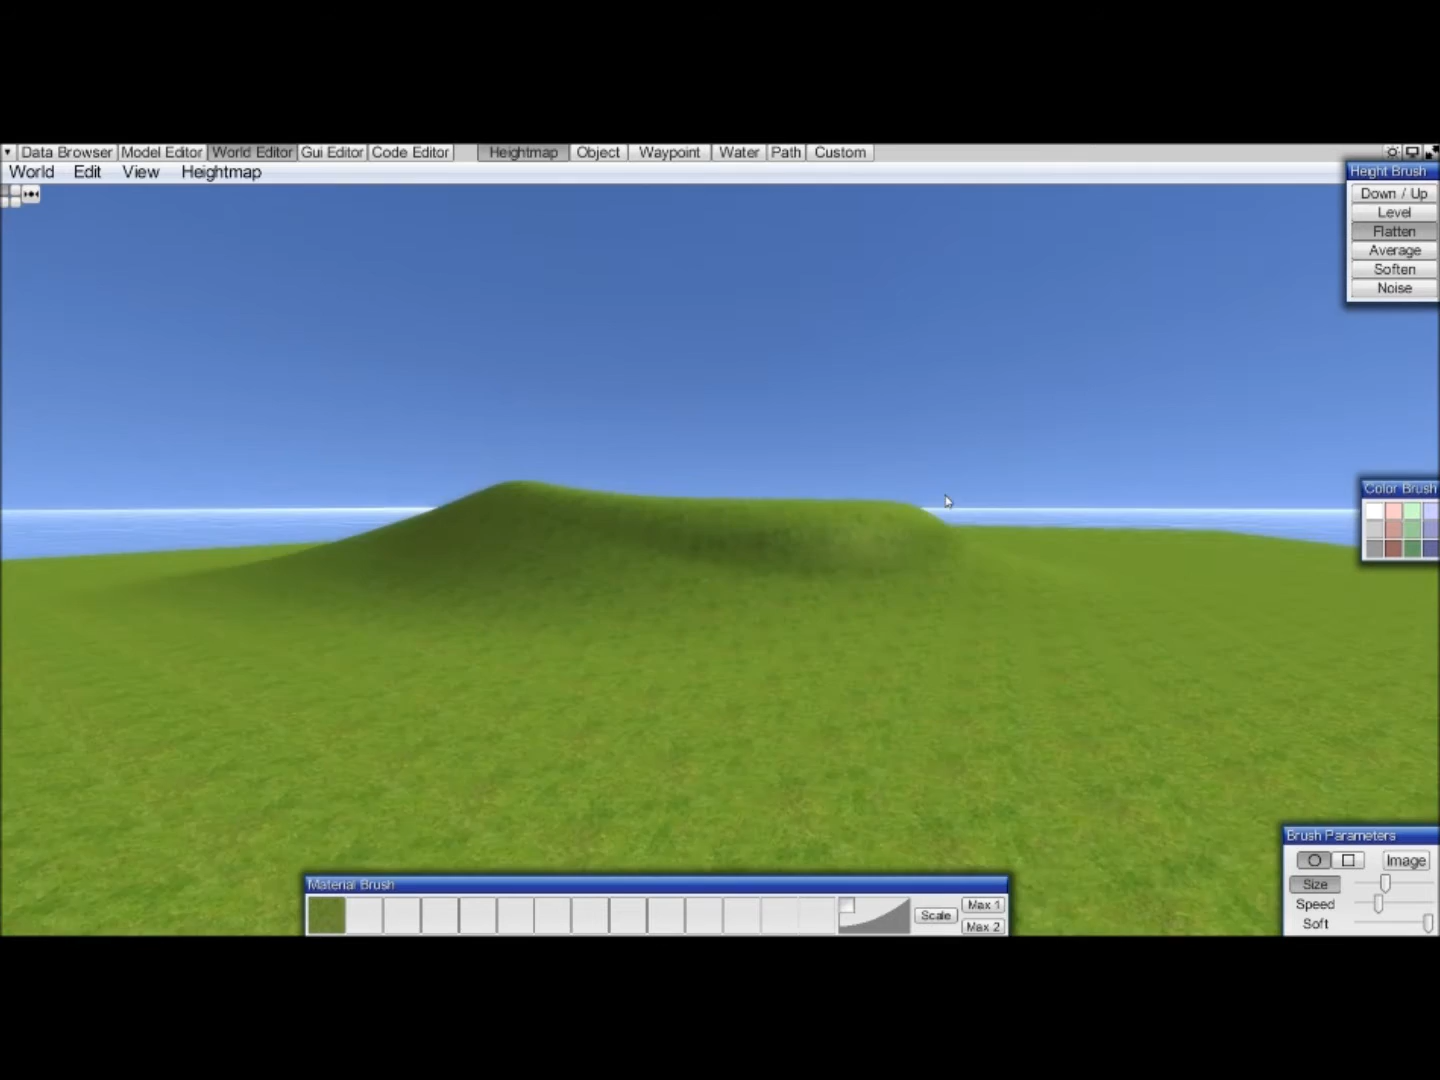 Data Browser Model Editor World Editor Gui Editor Code Editor Heightmap Object Waypoint Water Path Custom
World Edit View Heightmap
Height Brush
Down / Up
Level
Flatten
Average
Soften
Noise
Color Brush
Brush Parameters
Image
Size
Speed
Soft
Material Brush
Scale
Max 1
Max 2